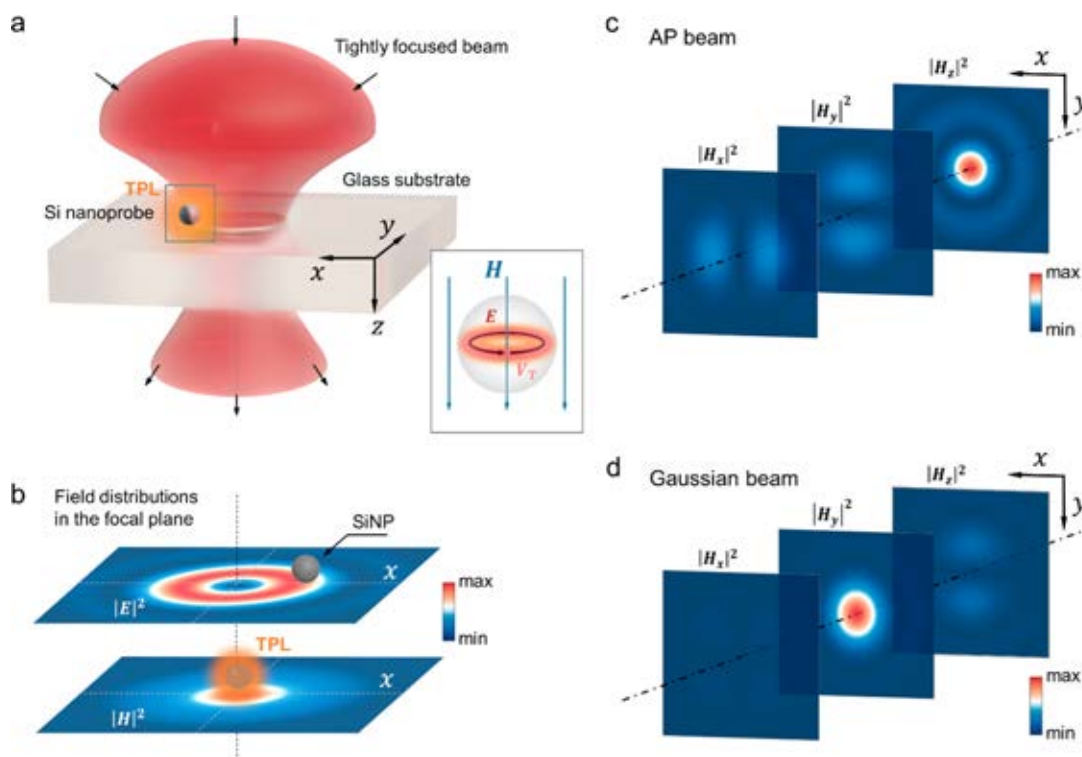 a
Tightly focused beam
TPL
Si nanoprobe
Glass substrate
y
x
z
H
E
V_T
b
Field distributions
in the focal plane
SiNP
x
|E|²
max
min
TPL
x
|H|²
c
AP beam
x
y
|H_z|²
|H_y|²
|H_x|²
max
min
d
Gaussian beam
x
y
|H_z|²
|H_y|²
|H_x|²
max
min